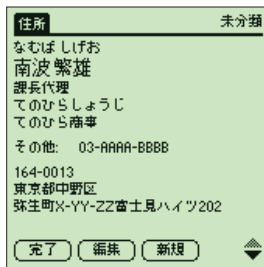 住所 未分類
なむば しげお
南波 繁雄
課長代理
てのひらしょうじ
てのひら商事
その他: 03-AAAA-BBBB
164-0013
東京都中野区
弥生町X-YY-ZZ富士見ハイツ202
完了 編集 新規